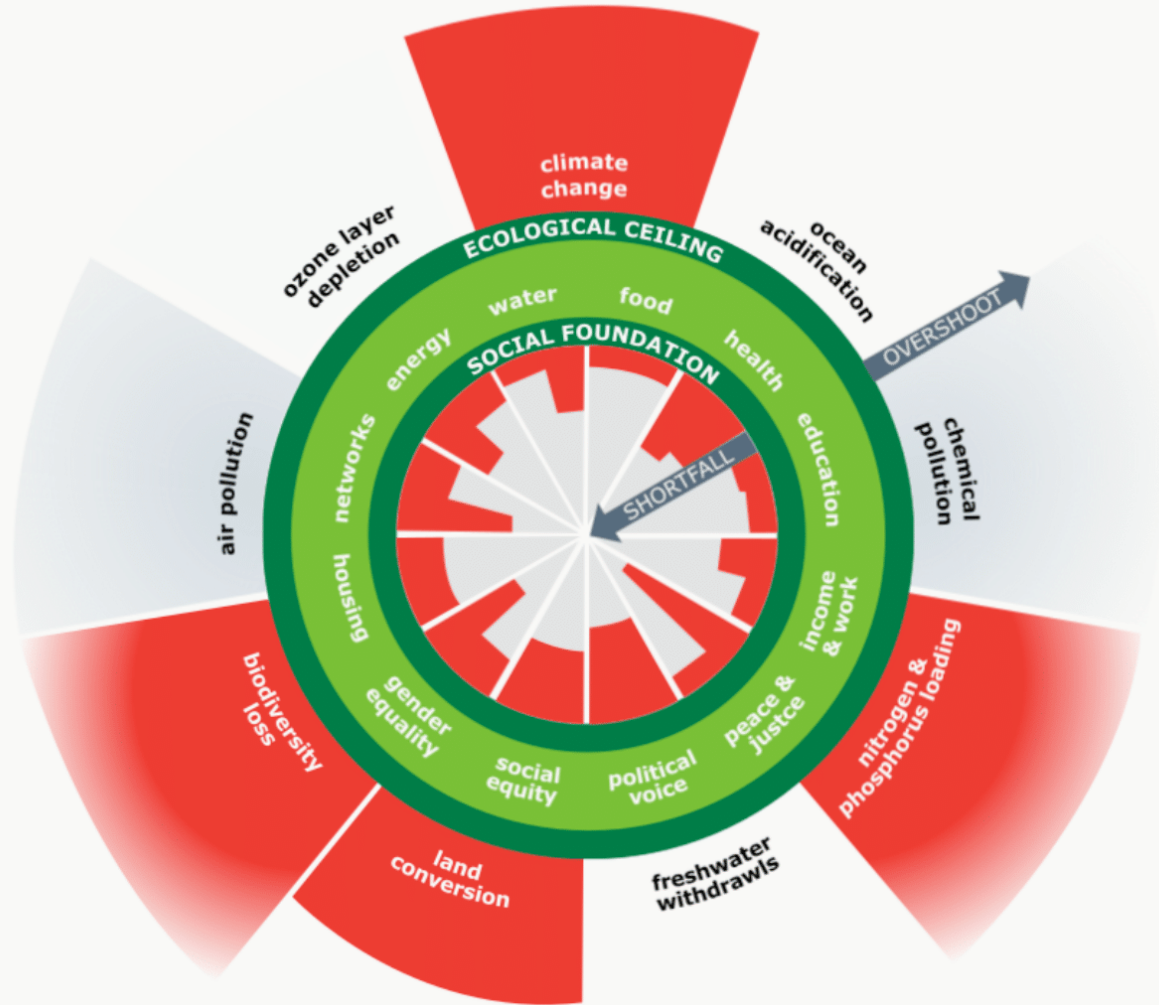 climate
change
ECOLOGICAL CEILING
ozone layer
depletion
ocean
acidification
OVERSHOOT
water
food
energy
health
SOCIAL FOUNDATION
networks
education
SHORTFALL
air pollution
chemical
pollution
housing
income
& work
biodiversity
loss
gender
equality
social
equity
political
voice
peace &
justce
nitrogen &
phosphorus loading
land
conversion
freshwater
withdrawls